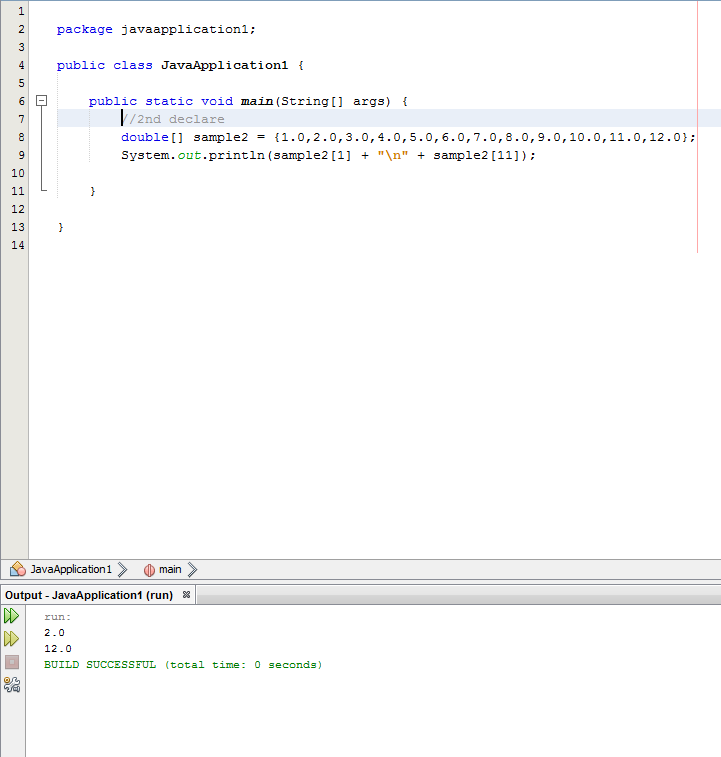 1
2 package javaapplication1;
3
4 public class JavaApplication1 {
5
6 public static void main(String[] args) {
7 //2nd declare
8 double[] sample2 = {1.0,2.0,3.0,4.0,5.0,6.0,7.0,8.0,9.0,10.0,11.0,12.0};
9 System.out.println(sample2[1] + "\n" + sample2[11]);
10
11 }
12
13 }
14
JavaApplication1 main
Output - JavaApplication1 (run)
run:
2.0
12.0
BUILD SUCCESSFUL (total time: 0 seconds)